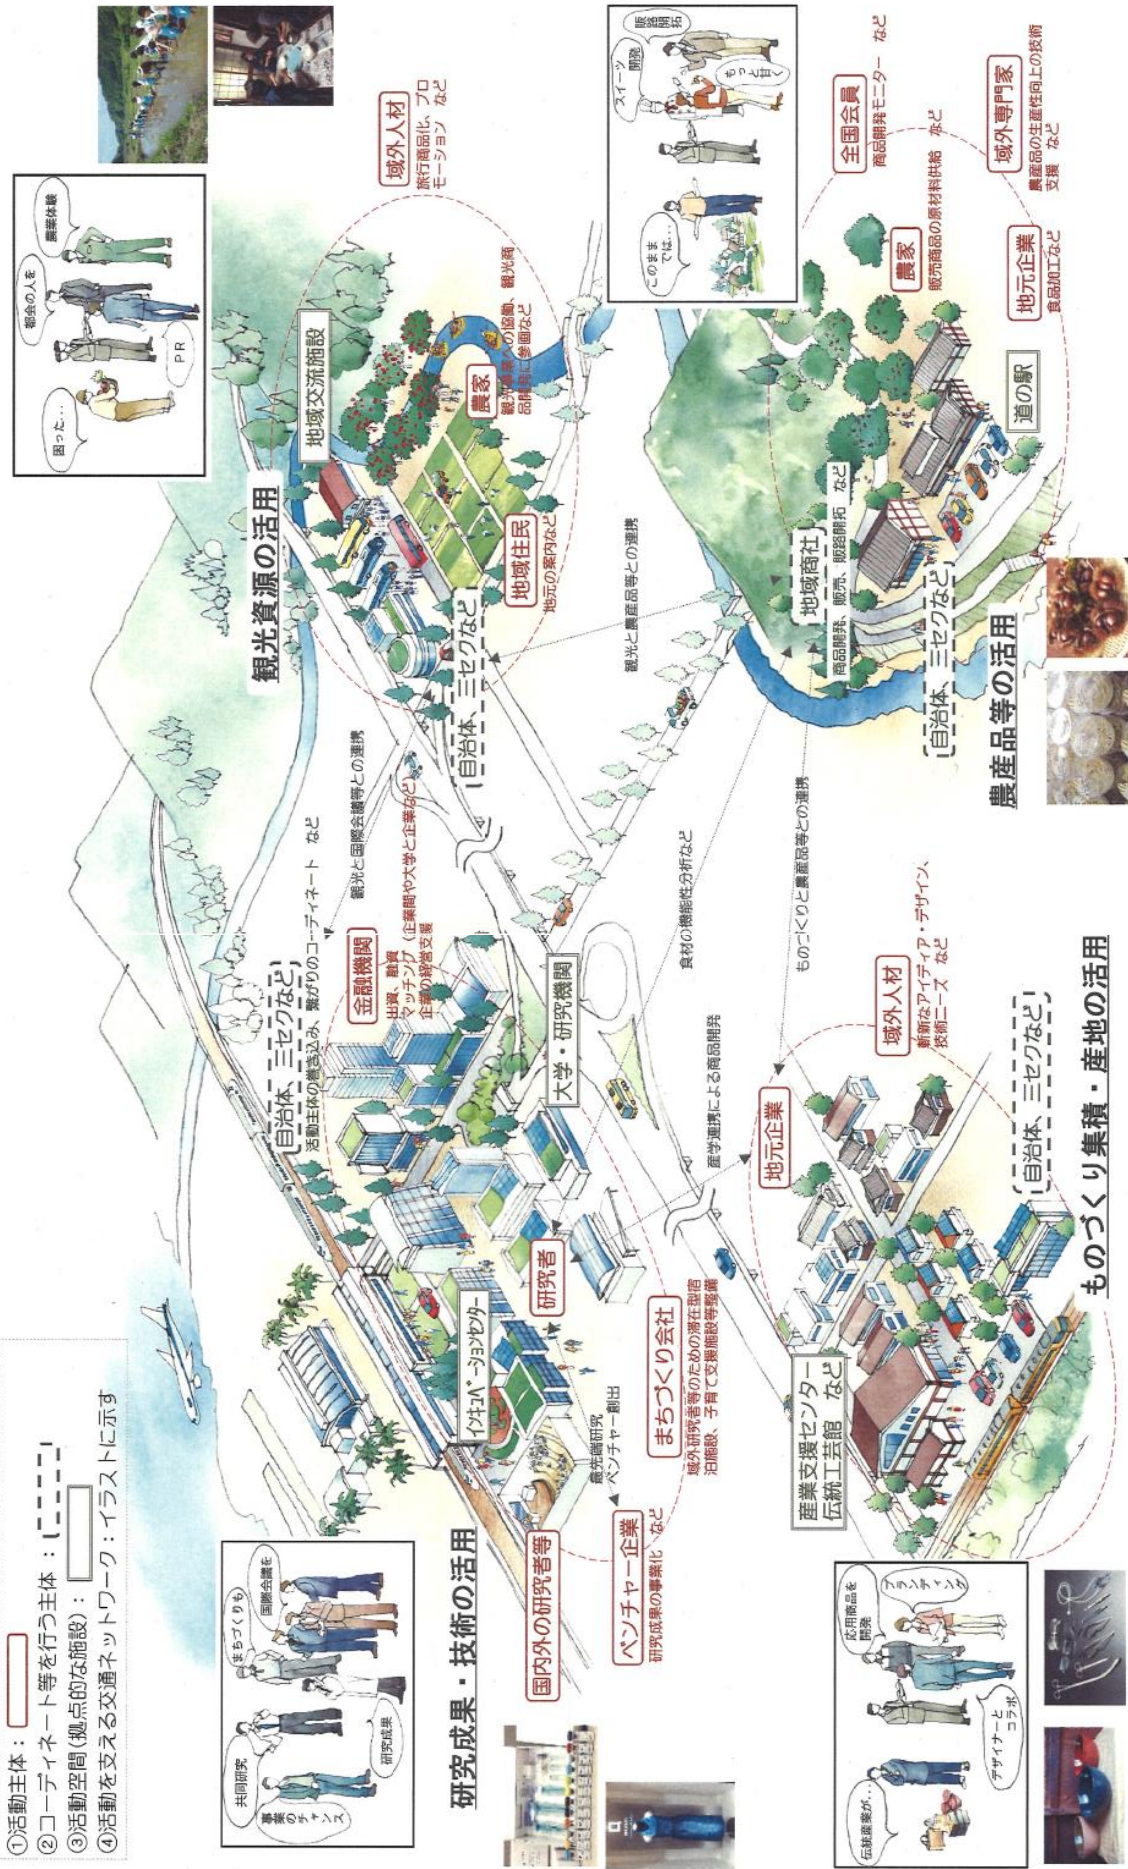 ①活動主体：
②コーディネート等を行う主体：
③活動空間(拠点的な施設)：
④活動を支える交通ネットワーク：イラストに示す
研究成果・技術の活用
共同研究
まちづくりも
国際会議を
事業のチャンス
研究成果
国内外の研究者等
ベンチャー企業
研究成果の事業化 など
最先端研究
ベンチャー創出
インキュベーションセンター
研究者
まちづくり会社
域外研究者等のための滞在型宿
泊施設、子育て支援施設等整備
大学・研究機関
自治体、三セクなど
活動主体の巻き込み、繋がりのコーディネート など
金融機関
出資、融資
マッチング（企業間や大学と企業など）
企業の経営支援
観光と国際会議等との連携
観光資源の活用
困った…
都会の人を
農業体験
PR
地域交流施設
域外人材
旅行商品化、プロ
モーション など
農家
観光事業への協働、観光商
品開発に参画など
地域住民
地元の案内など
自治体、三セクなど
観光と農産品等との連携
食材の機能性分析など
ものづくりと農産品等との連携
産学連携による商品開発
農産品等の活用
このまま
では…
スイーツ
開発
販路
開拓
もっと甘く
全国会員
商品開発モニター など
農家
販売商品の原材料供給 など
域外専門家
農産品の生産性向上の技術
支援 など
地元企業
食品加工など
道の駅
地域商社
商品開発、販売、販路開拓 など
自治体、三セクなど
ものづくり集積・産地の活用
地元企業
域外人材
斬新なアイディア・デザイン、
技術ニーズ など
自治体、三セクなど
産業支援センター
伝統工芸館 など
伝統産業が…
応用商品を
開発
ブランディング
デザイナーと
コラボ